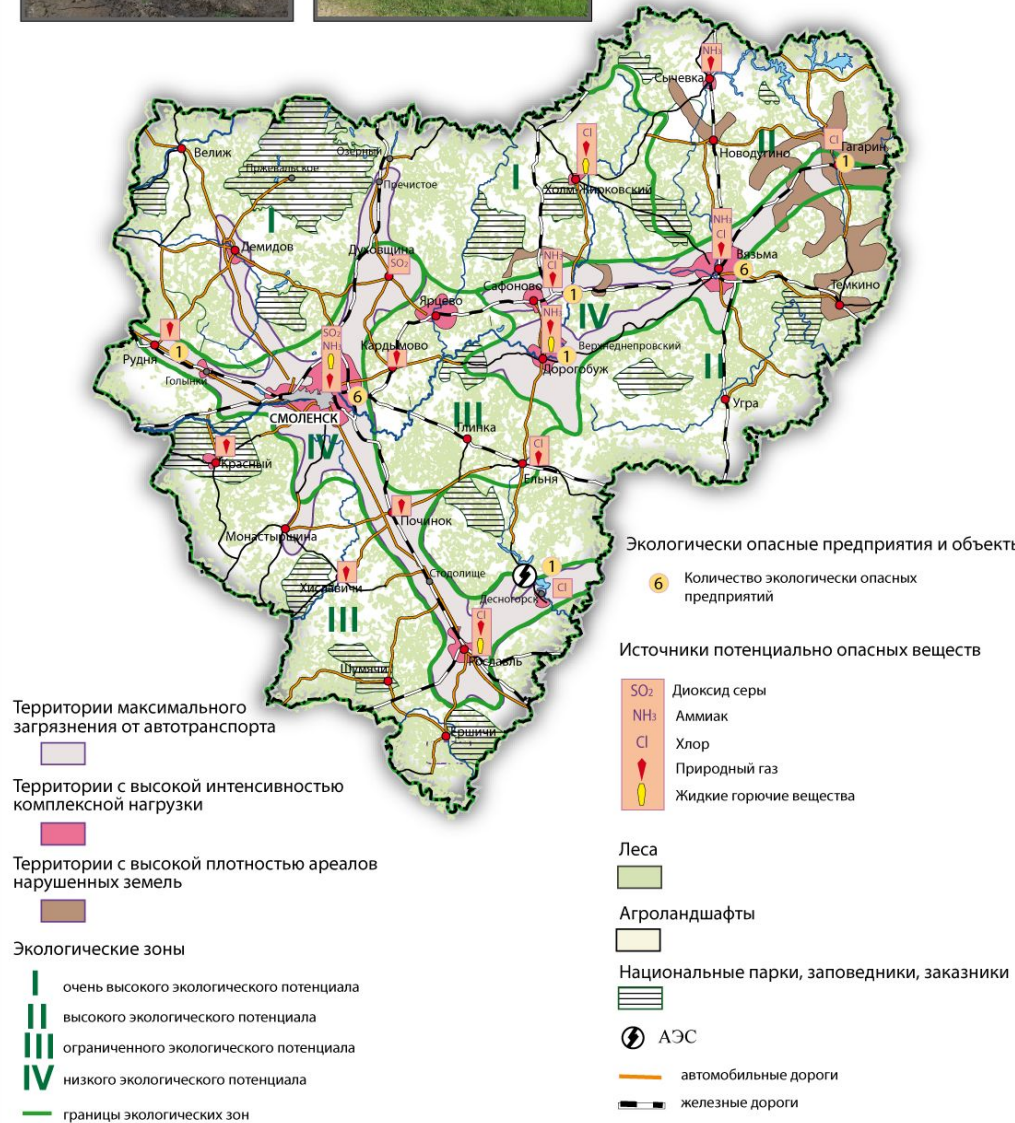 NH₃
Сычевка
II
Cl
Гагарин
1
Новодугино
Велиж
Озерный
Пржевальское
Пречистое
I
Cl
Холм-Жирковский
I
NH₃
Cl
Вязьма
6
Демидов
Духовщина
SO₂
NH₃
Cl
Сафоново
1
Темкино
Ярцево
NH₃
IV
Рудня
1
SO₂
NH₃
Кардымово
Верхнеднепровский
1
Дорогобуж
II
Голынки
6
Угра
СМОЛЕНСК
III
Глинка
IV
Красный
Cl
Ельня
Починок
Монастырщина
1
Стодолище
Cl
Десногорск
Хиславичи
III
Cl
Рославль
Шумячи
Ершичи
Экологически опасные предприятия и объекты
6 Количество экологически опасных
предприятий
Источники потенциально опасных веществ
SO₂ Диоксид серы
NH₃ Аммиак
Cl Хлор
Природный газ
Жидкие горючие вещества
Леса
Агроландшафты
Национальные парки, заповедники, заказники
АЭС
автомобильные дороги
железные дороги
Территории максимального
загрязнения от автотранспорта
Территории с высокой интенсивностью
комплексной нагрузки
Территории с высокой плотностью ареалов
нарушенных земель
Экологические зоны
I очень высокого экологического потенциала
II высокого экологического потенциала
III ограниченного экологического потенциала
IV низкого экологического потенциала
границы экологических зон